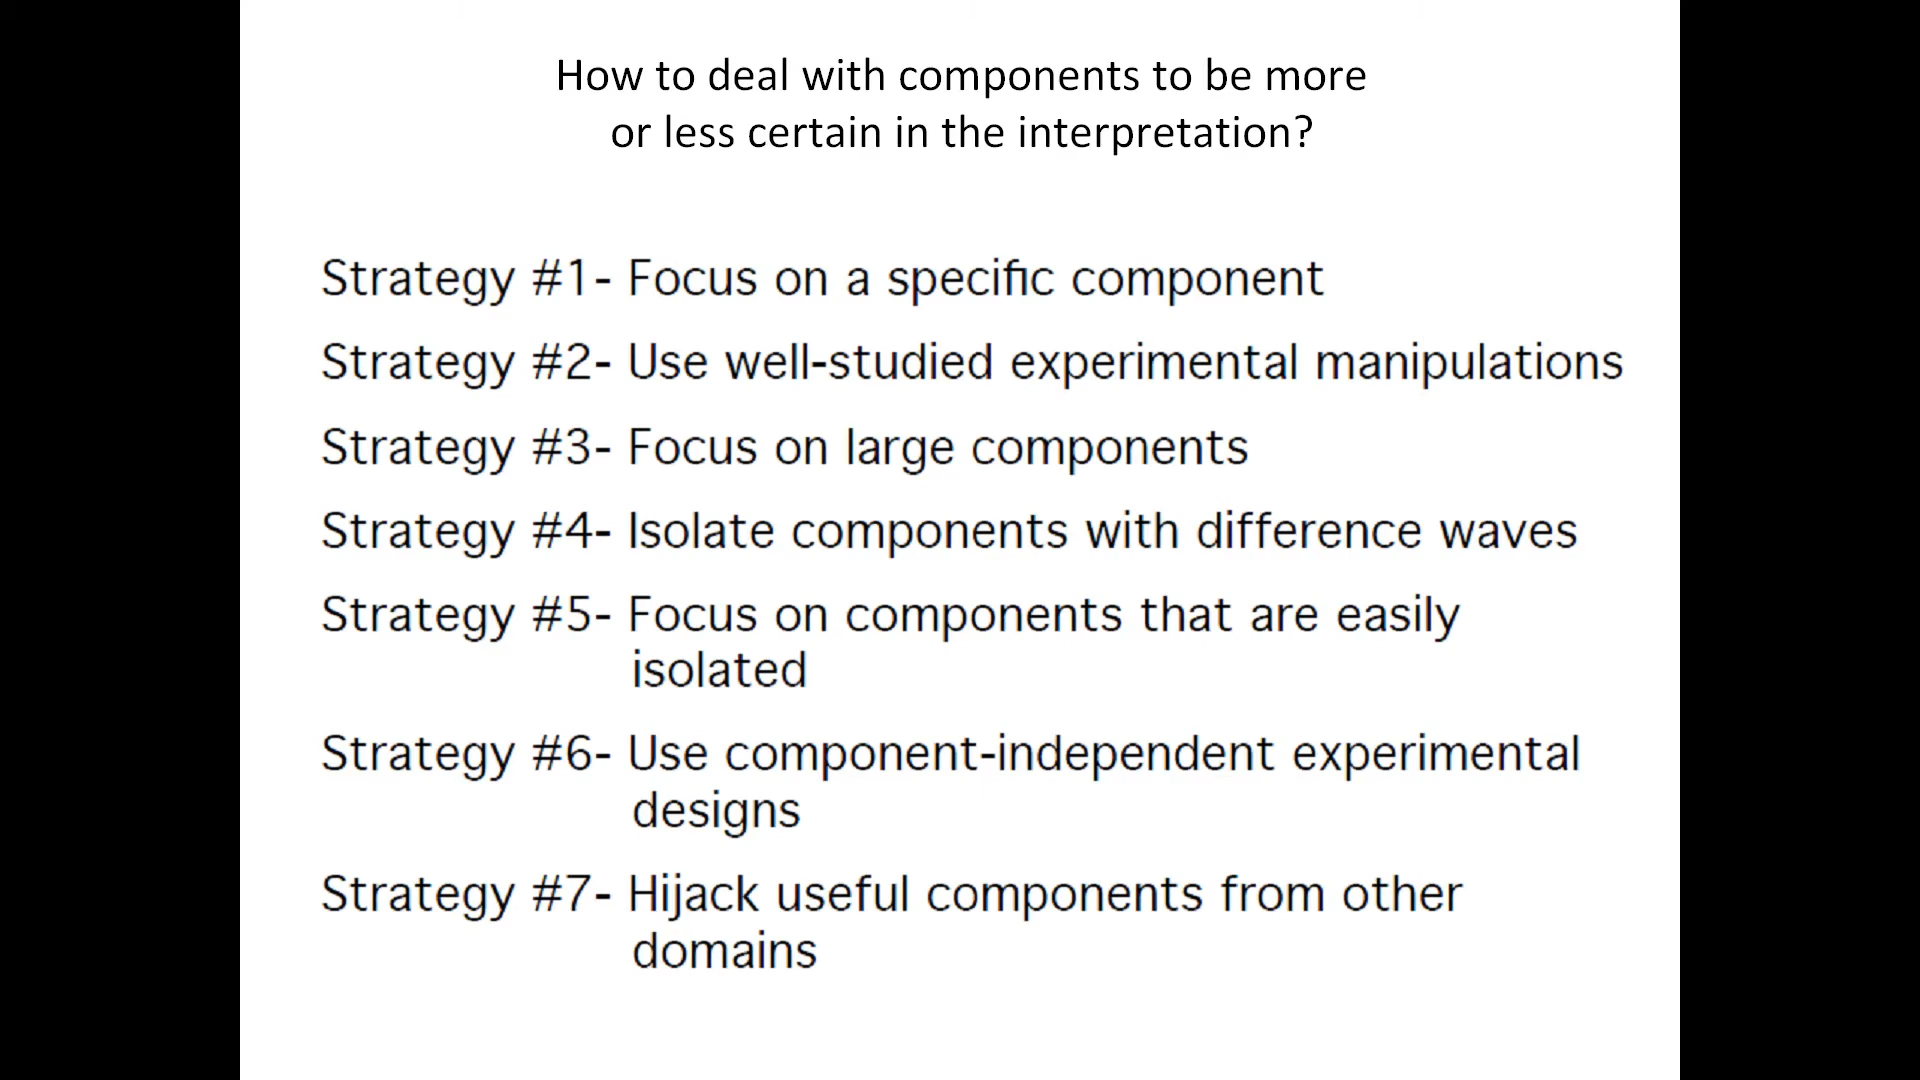 How to deal with components to be more
or less certain in the interpretation?
Strategy #1- Focus on a specific component
Strategy #2- Use well-studied experimental manipulations
Strategy #3- Focus on large components
Strategy #4- Isolate components with difference waves
Strategy #5- Focus on components that are easily
isolated
Strategy #6- Use component-independent experimental
designs
Strategy #7- Hijack useful components from other
domains